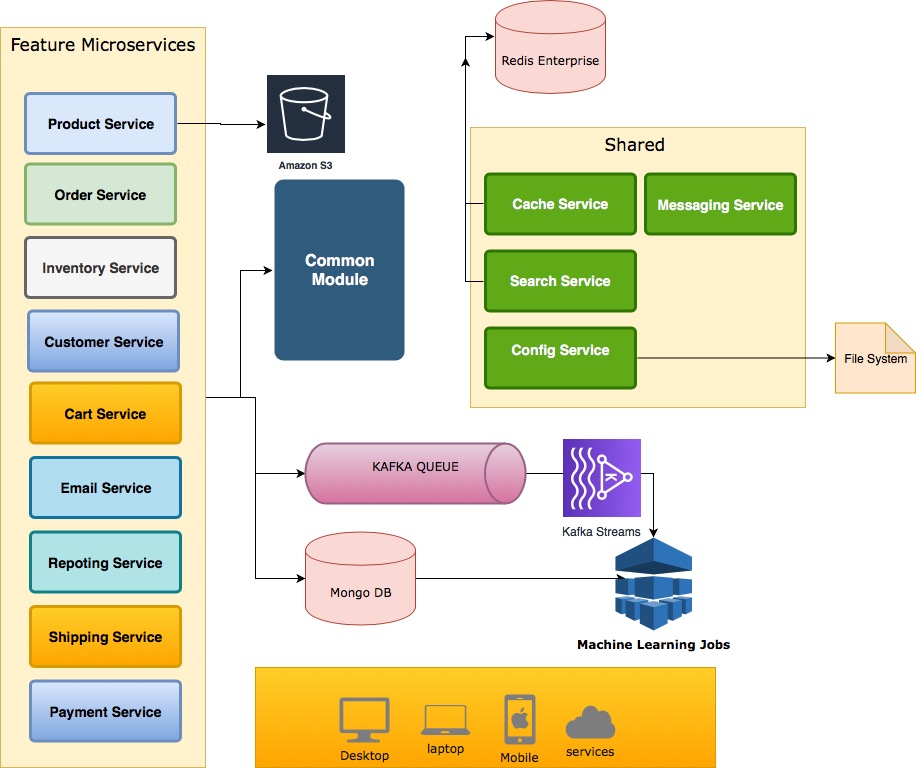 Feature Microservices
Product Service
Order Service
Inventory Service
Customer Service
Cart Service
Email Service
Repoting Service
Shipping Service
Payment Service
Amazon S3
Common
Module
Redis Enterprise
Shared
Cache Service
Messaging Service
Search Service
Config Service
File System
KAFKA QUEUE
K
Kafka Streams
Mongo DB
Machine Learning Jobs
Desktop
laptop
Mobile
services